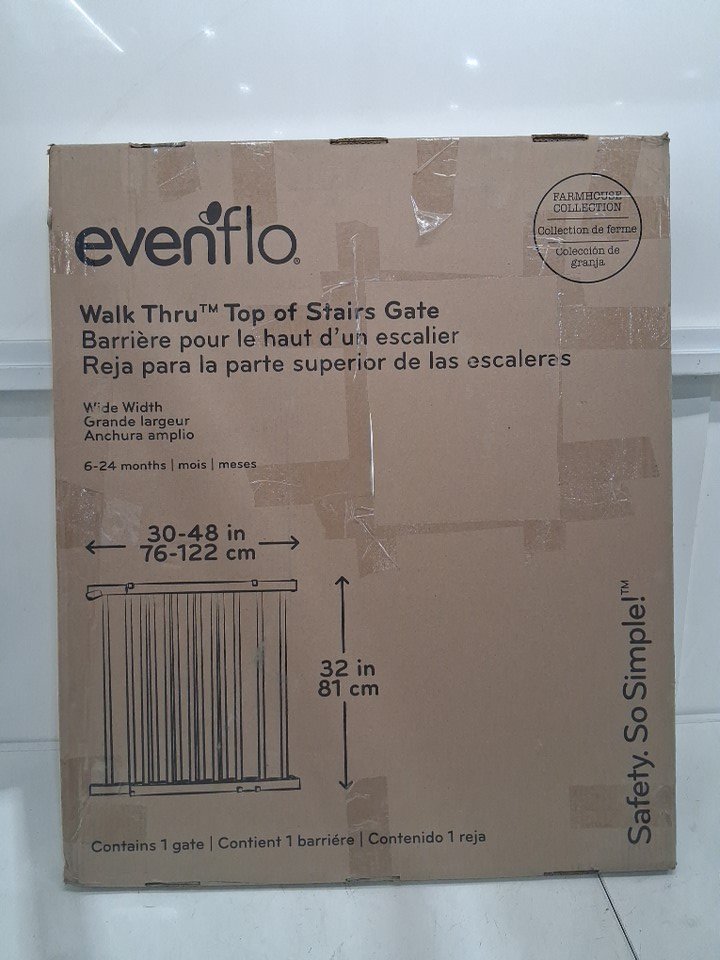 evenflo®
FARMHOUSE
COLLECTION
Collection de ferme
Colección de
granja
Walk Thru™ Top of Stairs Gate
Barrière pour le haut d'un escalier
Reja para la parte superior de las escaleras
Wide Width
Grande largeur
Anchura amplio
6-24 months | mois | meses
30-48 in
76-122 cm
32 in
81 cm
Safety. So Simple!™
Contains 1 gate | Contient 1 barriére | Contenido 1 reja